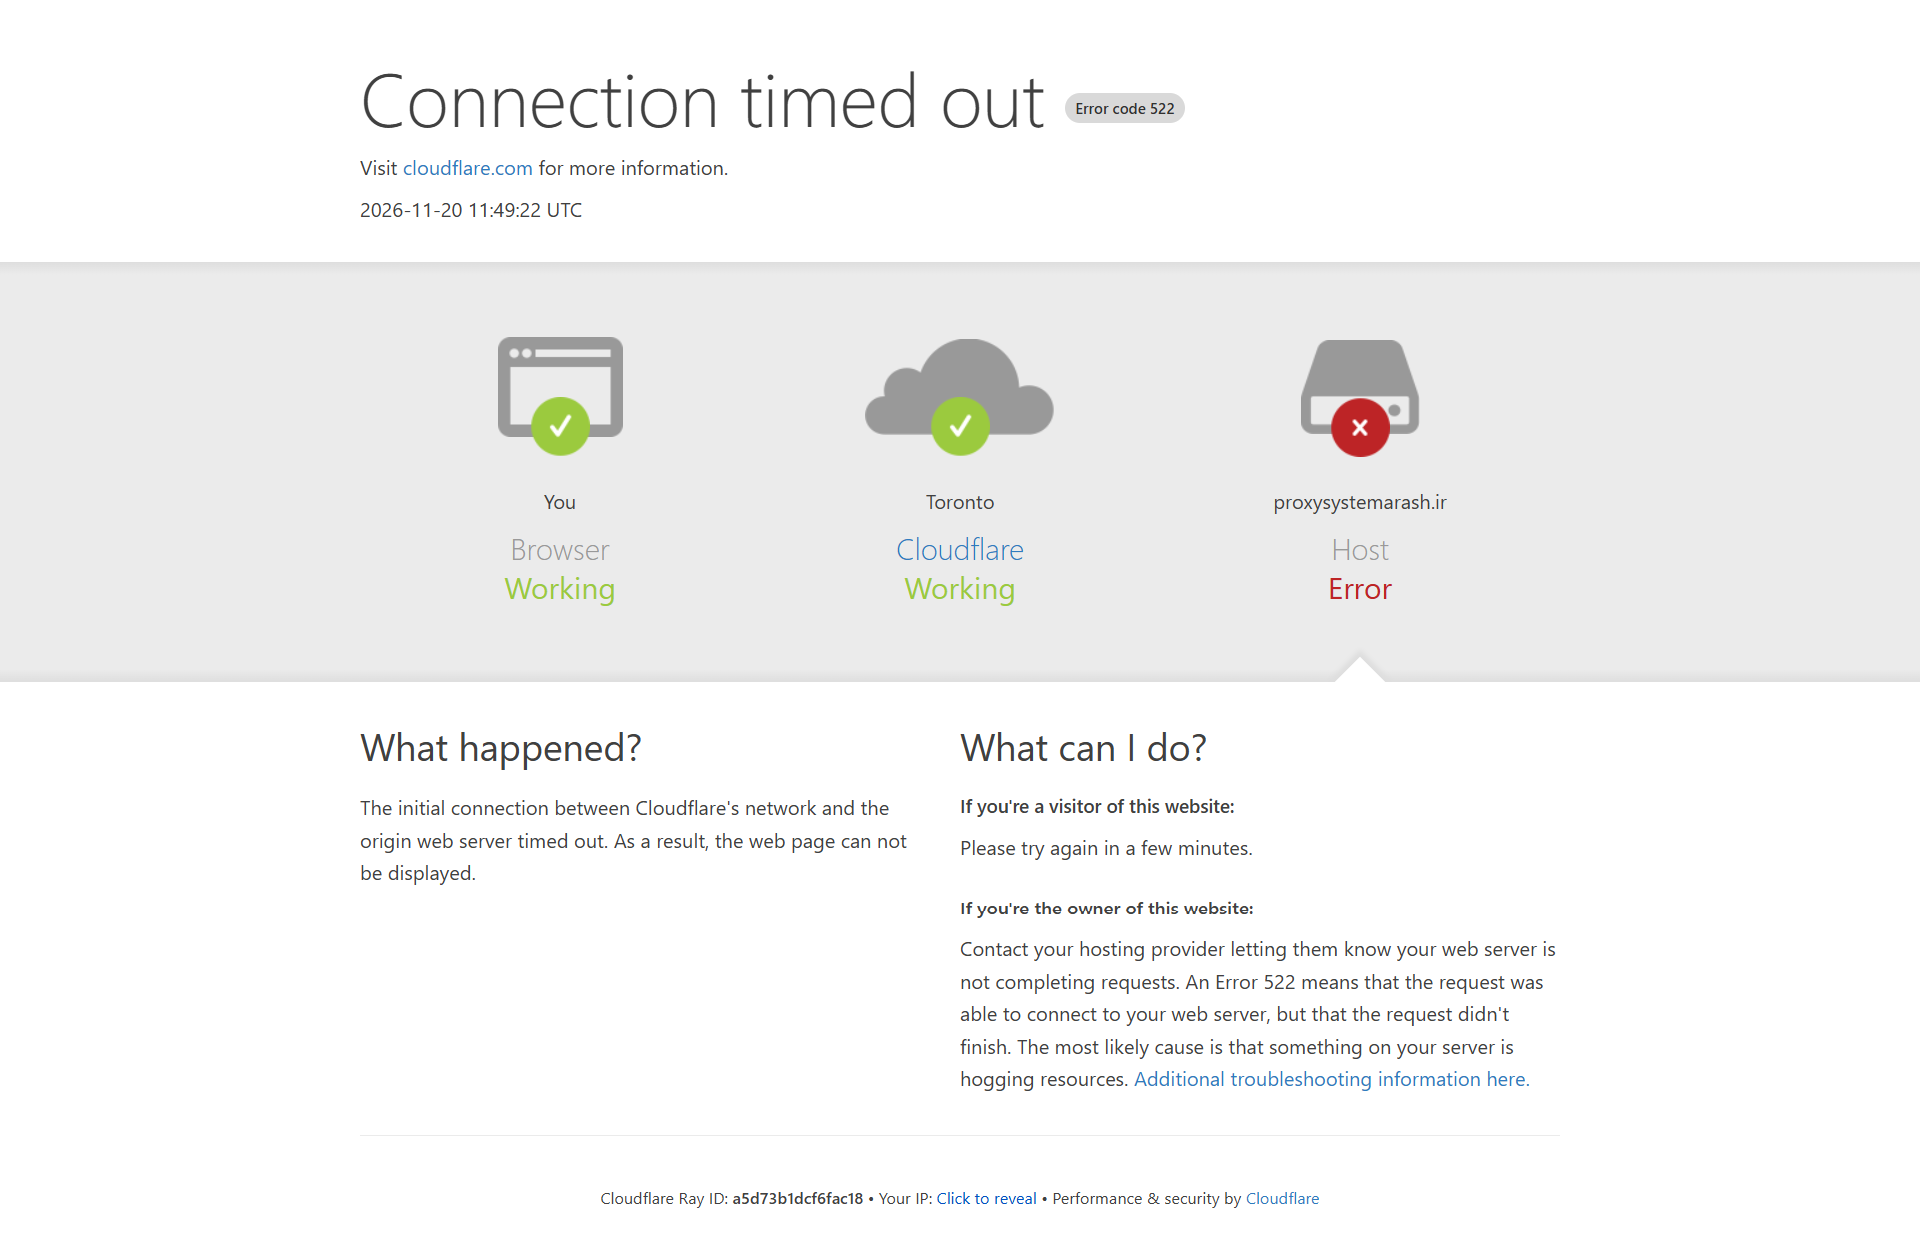 Connection timed out Error code 522
Visit cloudflare.com for more information.
2026-11-20 11:49:22 UTC
You
Browser
Working
Toronto
Cloudflare
Working
proxysystemarash.ir
Host
Error
What happened?
The initial connection between Cloudflare's network and the
origin web server timed out. As a result, the web page can not
be displayed.
What can I do?
If you're a visitor of this website:
Please try again in a few minutes.
If you're the owner of this website:
Contact your hosting provider letting them know your web server is
not completing requests. An Error 522 means that the request was
able to connect to your web server, but that the request didn't
finish. The most likely cause is that something on your server is
hogging resources. Additional troubleshooting information here.
Cloudflare Ray ID: a5d73b1dcf6fac18 • Your IP: Click to reveal • Performance & security by Cloudflare